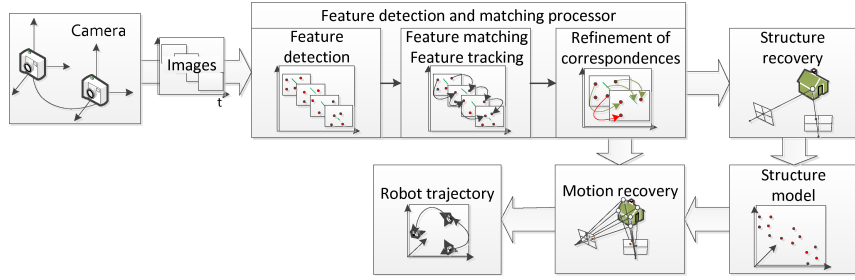 Camera
Images
t
Feature detection and matching processor
Feature
detection
Feature matching
Feature tracking
Refinement of
correspondences
Structure
recovery
Robot trajectory
Motion recovery
Structure
model